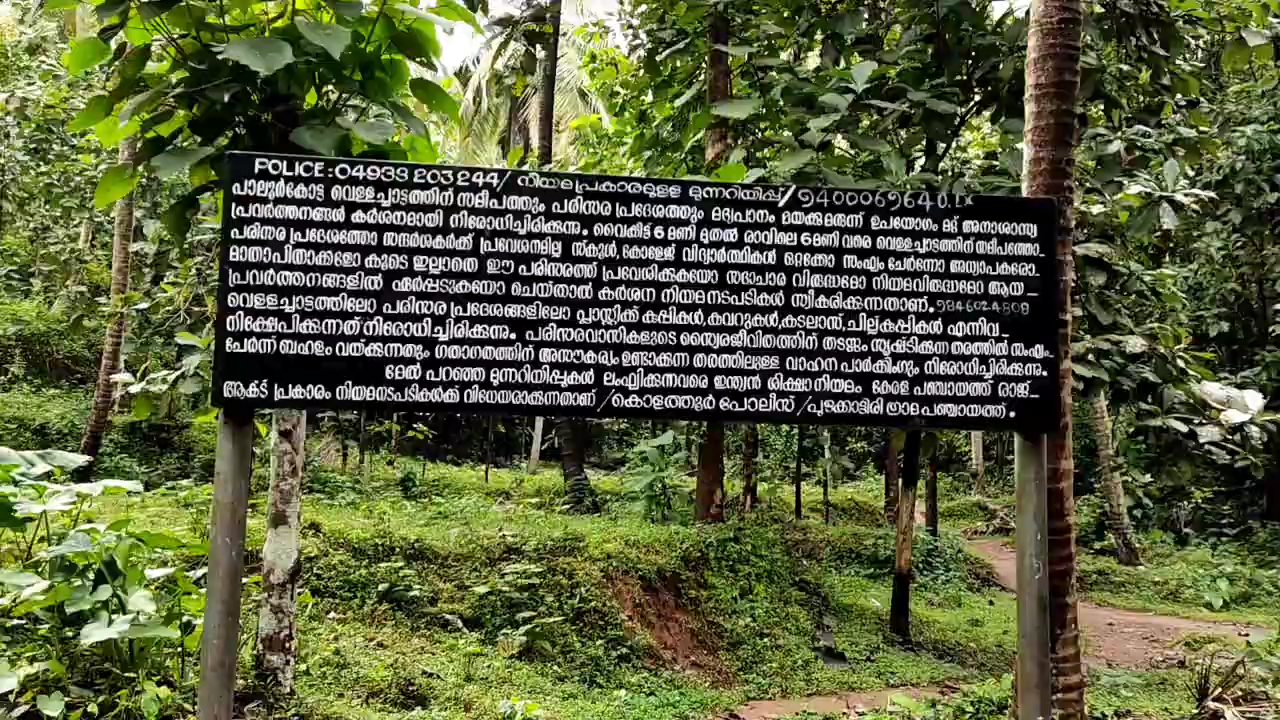 POLICE:04933 203 244/ നിയമപ്രകാരമുള്ള മുന്നറിയിപ്പ്/9400069640.
പാലൂർകോട്ട വെള്ളച്ചാട്ടത്തിന് സമീപത്തും പരിസര പ്രദേശത്തും മദ്യപാനം മയക്കുമരുന്ന് ഉപയോഗം മറ്റ് അനാശാസ്യ
പ്രവർത്തനങ്ങൾ കർശനമായി നിരോധിച്ചിരിക്കുന്നു. വൈകിട്ട് 6 മണി മുതൽ രാവിലെ 6 മണി വരെ വെള്ളച്ചാട്ടത്തിന് സമീപത്തോ-
പരിസര പ്രദേശത്തോ സന്ദർശകർക്ക് പ്രവേശനമില്ല സ്കൂൾ, കോളേജ് വിദ്യാർത്ഥികൾ ഒറ്റക്കോ സംഘം ചേർന്നോ അധ്യാപകരോ-
മാതാപിതാക്കളോ കൂടെ ഇല്ലാതെ ഈ പരിസരത്ത് പ്രവേശിക്കുകയോ സദാചാര വിരുദ്ധമോ നിയമവിരുദ്ധമോ ആയ-
പ്രവർത്തനങ്ങളിൽ ഏർപ്പെടുകയോ ചെയ്താൽ കർശന നിയമനടപടികൾ സ്വീകരിക്കുന്നതാണ്. 9846024808
വെള്ളച്ചാട്ടത്തിലോ പരിസര പ്രദേശങ്ങളിലോ പ്ലാസ്റ്റിക്ക് കുപ്പികൾ, കവറുകൾ, കടലാസ്, ചില്ല് കുപ്പികൾ എന്നിവ-
നിക്ഷേപിക്കുന്നത് നിരോധിച്ചിരിക്കുന്നു. പരിസരവാസികളുടെ സ്വൈരജീവിതത്തിന് തടസ്സം സൃഷ്ടിക്കുന്ന തരത്തിൽ സംഘം-
ചേർന്ന് ബഹളം വയ്ക്കുന്നതും ഗതാഗതത്തിന് അസൗകര്യം ഉണ്ടാക്കുന്ന തരത്തിലുള്ള വാഹന പാർക്കിംഗും നിരോധിച്ചിരിക്കുന്നു.
മേൽ പറഞ്ഞ മുന്നറിയിപ്പുകൾ ലംഘിക്കുന്നവരെ ഇന്ത്യൻ ശിക്ഷാ നിയമം കേരള പഞ്ചായത്ത് രാജ്-
ആക്ട് പ്രകാരം നിയമനടപടികൾക്ക് വിധേയരാക്കുന്നതാണ് /കൊളത്തൂർ പോലീസ് /പുഴക്കാട്ടിരി ഗ്രാമ പഞ്ചായത്ത്.